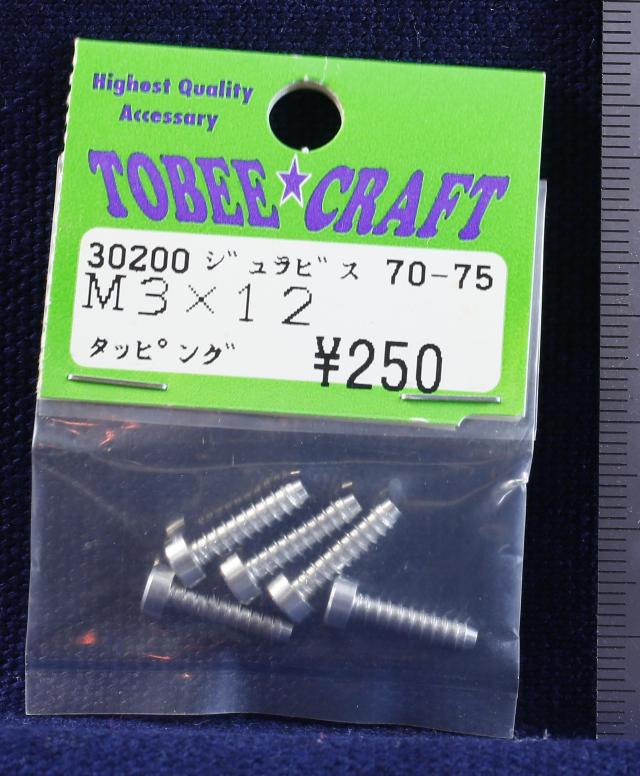 Highest Quality
Accessary
TOBEE★CRAFT
30200 ジュラビス 70-75
M3×12
タッピング
¥250